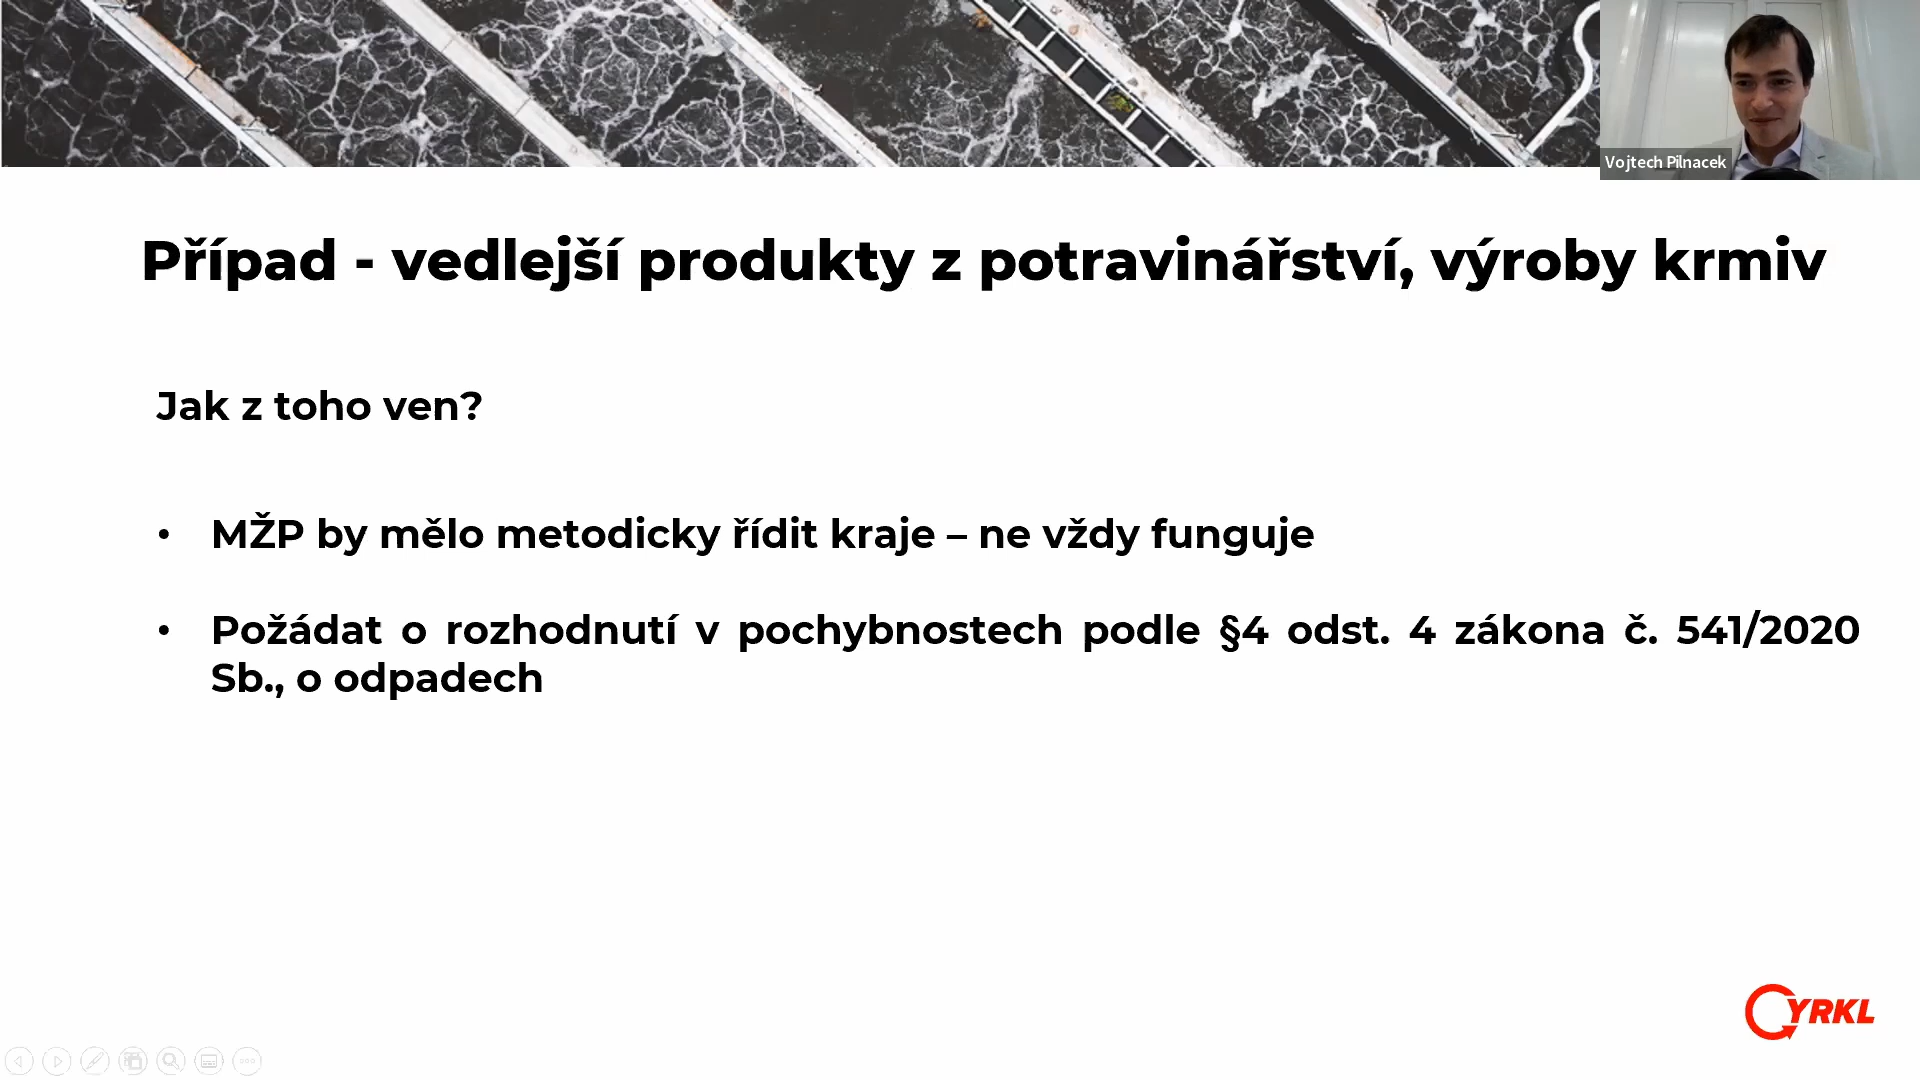 Vojtech Pilnacek
Případ - vedlejší produkty z potravinářství, výroby krmiv
Jak z toho ven?
• MŽP by mělo metodicky řídit kraje – ne vždy funguje
• Požádat o rozhodnutí v pochybnostech podle §4 odst. 4 zákona č. 541/2020
Sb., o odpadech
CYRKL